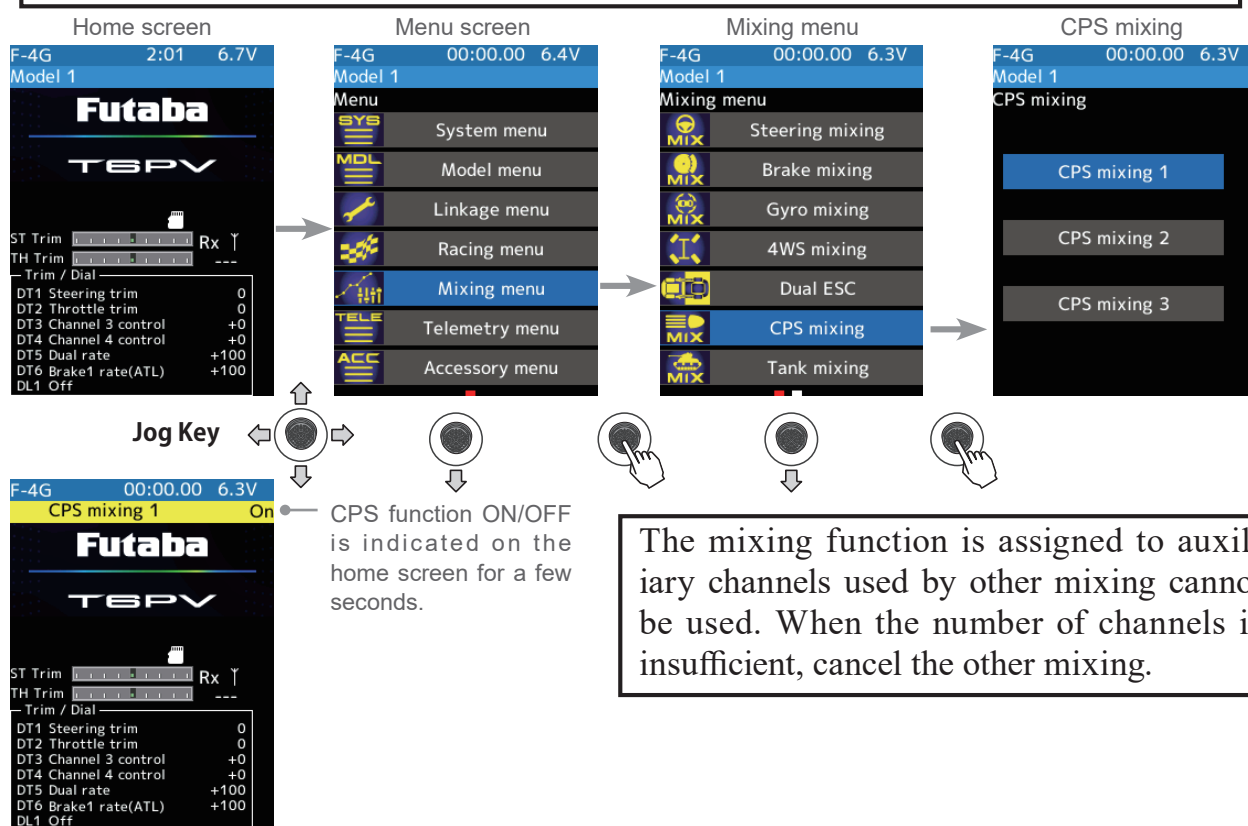 Home screen
Menu screen
Mixing menu
CPS mixing
F-4G 2:01 6.7V
Model 1
Futaba
T6PV
ST Trim
Rx
TH Trim
---
Trim / Dial
DT1 Steering trim 0
DT2 Throttle trim 0
DT3 Channel 3 control +0
DT4 Channel 4 control +0
DT5 Dual rate +100
DT6 Brake1 rate(ATL) +100
DL1 Off
F-4G 00:00.00 6.4V
Model 1
Menu
SYS System menu
MDL Model menu
Linkage menu
Racing menu
Mixing menu
TELE Telemetry menu
ACC Accessory menu
F-4G 00:00.00 6.3V
Model 1
Mixing menu
MIX Steering mixing
MIX Brake mixing
MIX Gyro mixing
4WS mixing
Dual ESC
MIX CPS mixing
MIX Tank mixing
F-4G 00:00.00 6.3V
Model 1
CPS mixing
CPS mixing 1
CPS mixing 2
CPS mixing 3
Jog Key
F-4G 00:00.00 6.3V
CPS mixing 1 On
Futaba
T6PV
ST Trim
Rx
TH Trim
---
Trim / Dial
DT1 Steering trim 0
DT2 Throttle trim 0
DT3 Channel 3 control +0
DT4 Channel 4 control +0
DT5 Dual rate +100
DT6 Brake1 rate(ATL) +100
DL1 Off
CPS function ON/OFF
is indicated on the
home screen for a few
seconds.
The mixing function is assigned to auxil
iary channels used by other mixing canno
be used. When the number of channels i
insufficient, cancel the other mixing.